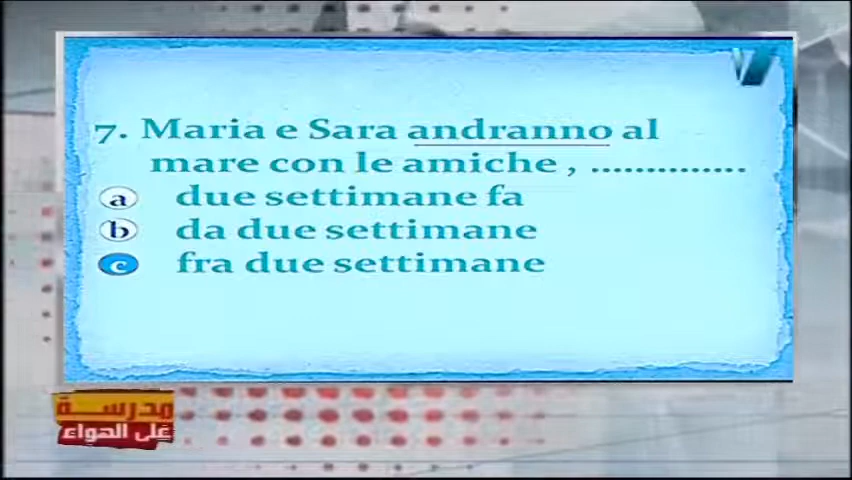 7. Maria e Sara andranno al
mare con le amiche , ..............
a due settimane fa
b da due settimane
c fra due settimane
مدرسة
على الهواء